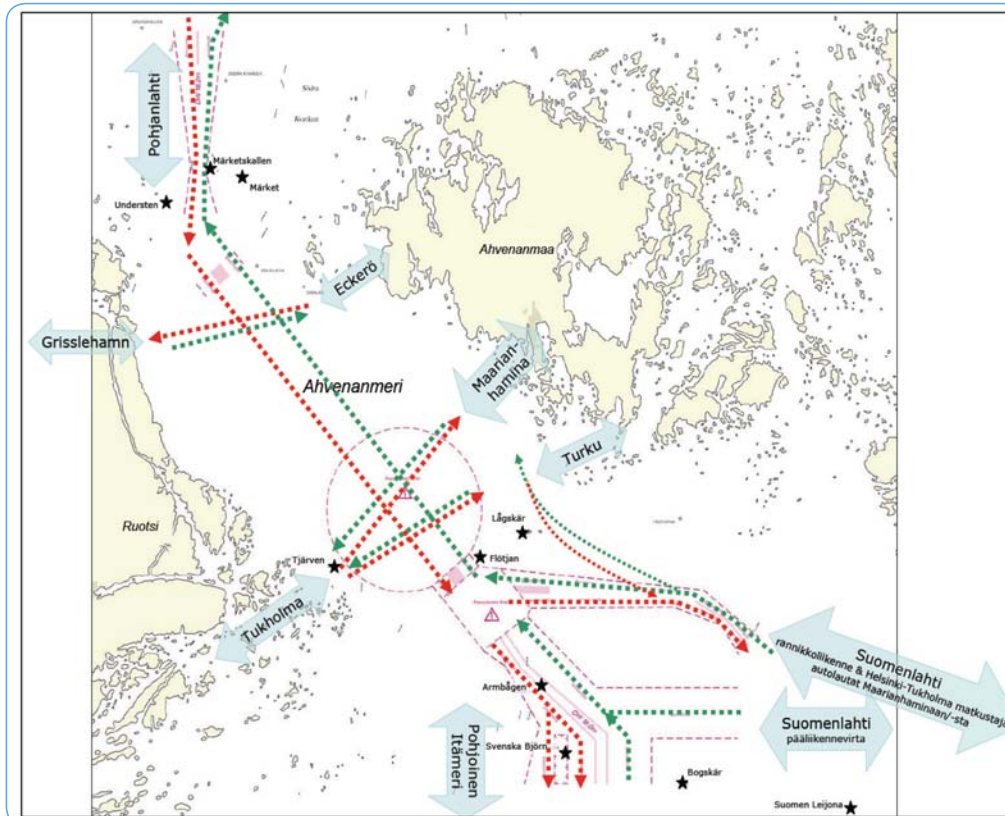 Pohjanlahti
Märketskallen
Märket
Understen
Ahvenanmaa
Eckerö
Grisslehamn
Ahvenanmeri
Maarian-
hamina
Turku
Ruotsi
Lågskär
Tjärven
Flötjan
Tukholma
Suomenlahti
rannikkoliikenne & Helsinki-Tukholma matkustaja
autolautat Maarianhaminaan/-sta
Armbågen
Suomenlahti
pääliikennevirta
Pohjoinen
Itämeri
Svenska Björn
Bogskär
Suomen Leijona